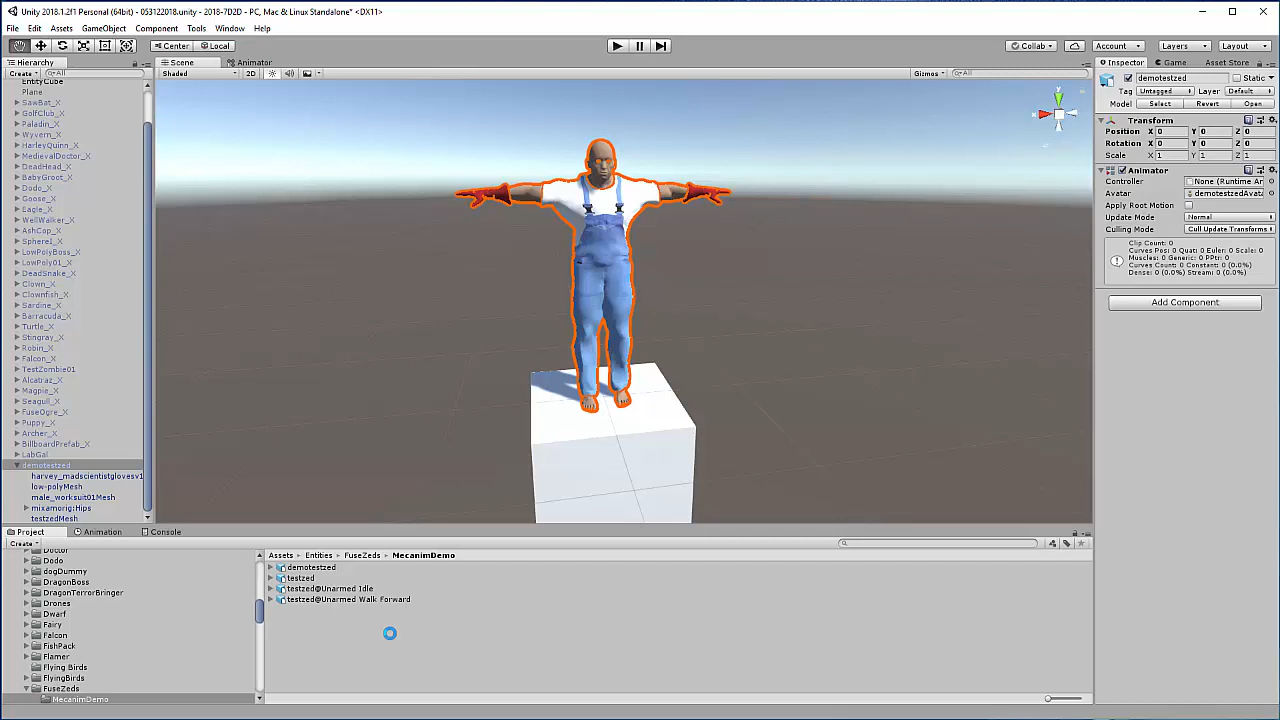 Unity 2018.1.2f1 Personal (64bit) - 053122018.unity - 2018-7D2D - PC, Mac & Linux Standalone* <DX11>
File Edit Assets GameObject Component Tools Window Help
Center Local Collab Account Layers Layout
Hierarchy Scene Animator Inspector Game Asset Store
Create All Shaded 2D Gizmos All demotestzed Static
Tag Untagged Layer Default
Model Select Revert Open
Transform
Position X 0 Y 0 Z 0
Rotation X 0 Y 0 Z 0
Scale X 1 Y 1 Z 1
Animator
Controller None (Runtime Ar
Avatar demotestzedAvat
Apply Root Motion
Update Mode Normal
Culling Mode Cull Update Transforms
Clip Count: 0
Curves Pos: 0 Quat: 0 Euler: 0 Scale: 0
Muscles: 0 Generic: 0 PPtr: 0
Curves Count: 0 Constant: 0 (0.0%)
Dense: 0 (0.0%) Stream: 0 (0.0%)
Add Component
EntityCube
Plane
SawBat_X
GolfClub_X
Paladin_X
Wyvern_X
HarleyQuinn_X
MedievalDoctor_X
DeadHead_X
BabyGroot_X
Dodo_X
Goose_X
Eagle_X
WellWalker_X
AshCop_X
SphereI_X
LowPolyBoss_X
LowPoly01_X
DeadSnake_X
Clown_X
Clownfish_X
Sardine_X
Barracuda_X
Turtle_X
Stingray_X
Robin_X
Falcon_X
TestZombie01
Alcatraz_X
Magpie_X
Seagull_X
FuseOgre_X
Puppy_X
Archer_X
BillboardPrefab_X
LabGal
demotestzed
harvey_madscientistglovesv1
low-polyMesh
male_worksuit01Mesh
mixamorig:Hips
testzedMesh
Project Animation Console
Create
Doctor
Dodo
dogDummy
DragonBoss
DragonTerrorBringer
Drones
Dwarf
Fairy
Falcon
FishPack
Flamer
Flying Birds
FlyingBirds
FuseZeds
MecanimDemo
Assets Entities FuseZeds MecanimDemo
demotestzed
testzed
testzed@Unarmed Idle
testzed@Unarmed Walk Forward